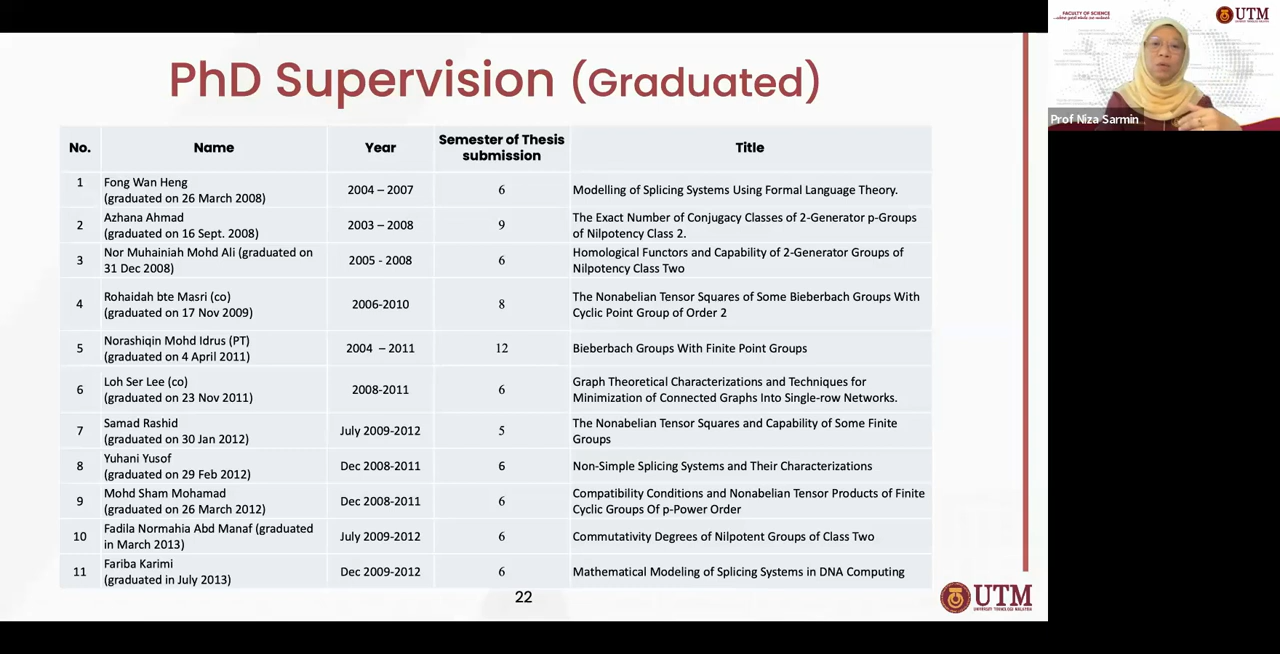 PhD Supervision (Graduated)
No. Name Year Semester of Thesis submission Title
1 Fong Wan Heng
(graduated on 26 March 2008) 2004 – 2007 6 Modelling of Splicing Systems Using Formal Language Theory.
2 Azhana Ahmad
(graduated on 16 Sept. 2008) 2003 – 2008 9 The Exact Number of Conjugacy Classes of 2-Generator p-Groups
of Nilpotency Class 2.
3 Nor Muhainiah Mohd Ali (graduated on
31 Dec 2008) 2005 - 2008 6 Homological Functors and Capability of 2-Generator Groups of
Nilpotency Class Two
4 Rohaidah bte Masri (co)
(graduated on 17 Nov 2009) 2006-2010 8 The Nonabelian Tensor Squares of Some Bieberbach Groups With
Cyclic Point Group of Order 2
5 Norashiqin Mohd Idrus (PT)
(graduated on 4 April 2011) 2004 – 2011 12 Bieberbach Groups With Finite Point Groups
6 Loh Ser Lee (co)
(graduated on 23 Nov 2011) 2008-2011 6 Graph Theoretical Characterizations and Techniques for
Minimization of Connected Graphs Into Single-row Networks.
7 Samad Rashid
(graduated on 30 Jan 2012) July 2009-2012 5 The Nonabelian Tensor Squares and Capability of Some Finite
Groups
8 Yuhani Yusof
(graduated on 29 Feb 2012) Dec 2008-2011 6 Non-Simple Splicing Systems and Their Characterizations
9 Mohd Sham Mohamad
(graduated on 26 March 2012) Dec 2008-2011 6 Compatibility Conditions and Nonabelian Tensor Products of Finite
Cyclic Groups Of p-Power Order
10 Fadila Normahia Abd Manaf (graduated
in March 2013) July 2009-2012 6 Commutativity Degrees of Nilpotent Groups of Class Two
11 Fariba Karimi
(graduated in July 2013) Dec 2009-2012 6 Mathematical Modeling of Splicing Systems in DNA Computing
22
UTM
UNIVERSITI TEKNOLOGI MALAYSIA
FACULTY OF SCIENCE
UTM
Prof Niza Sarmin